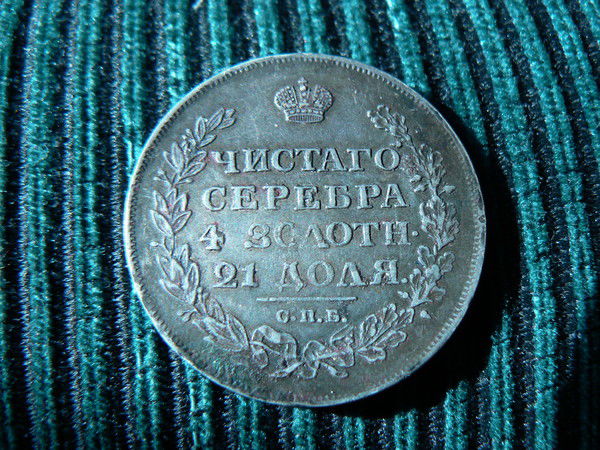 ЧИСТАГО
СЕРЕБРА
4 ЗОЛОТН.
21 ДОЛЯ.
С.П.Б.